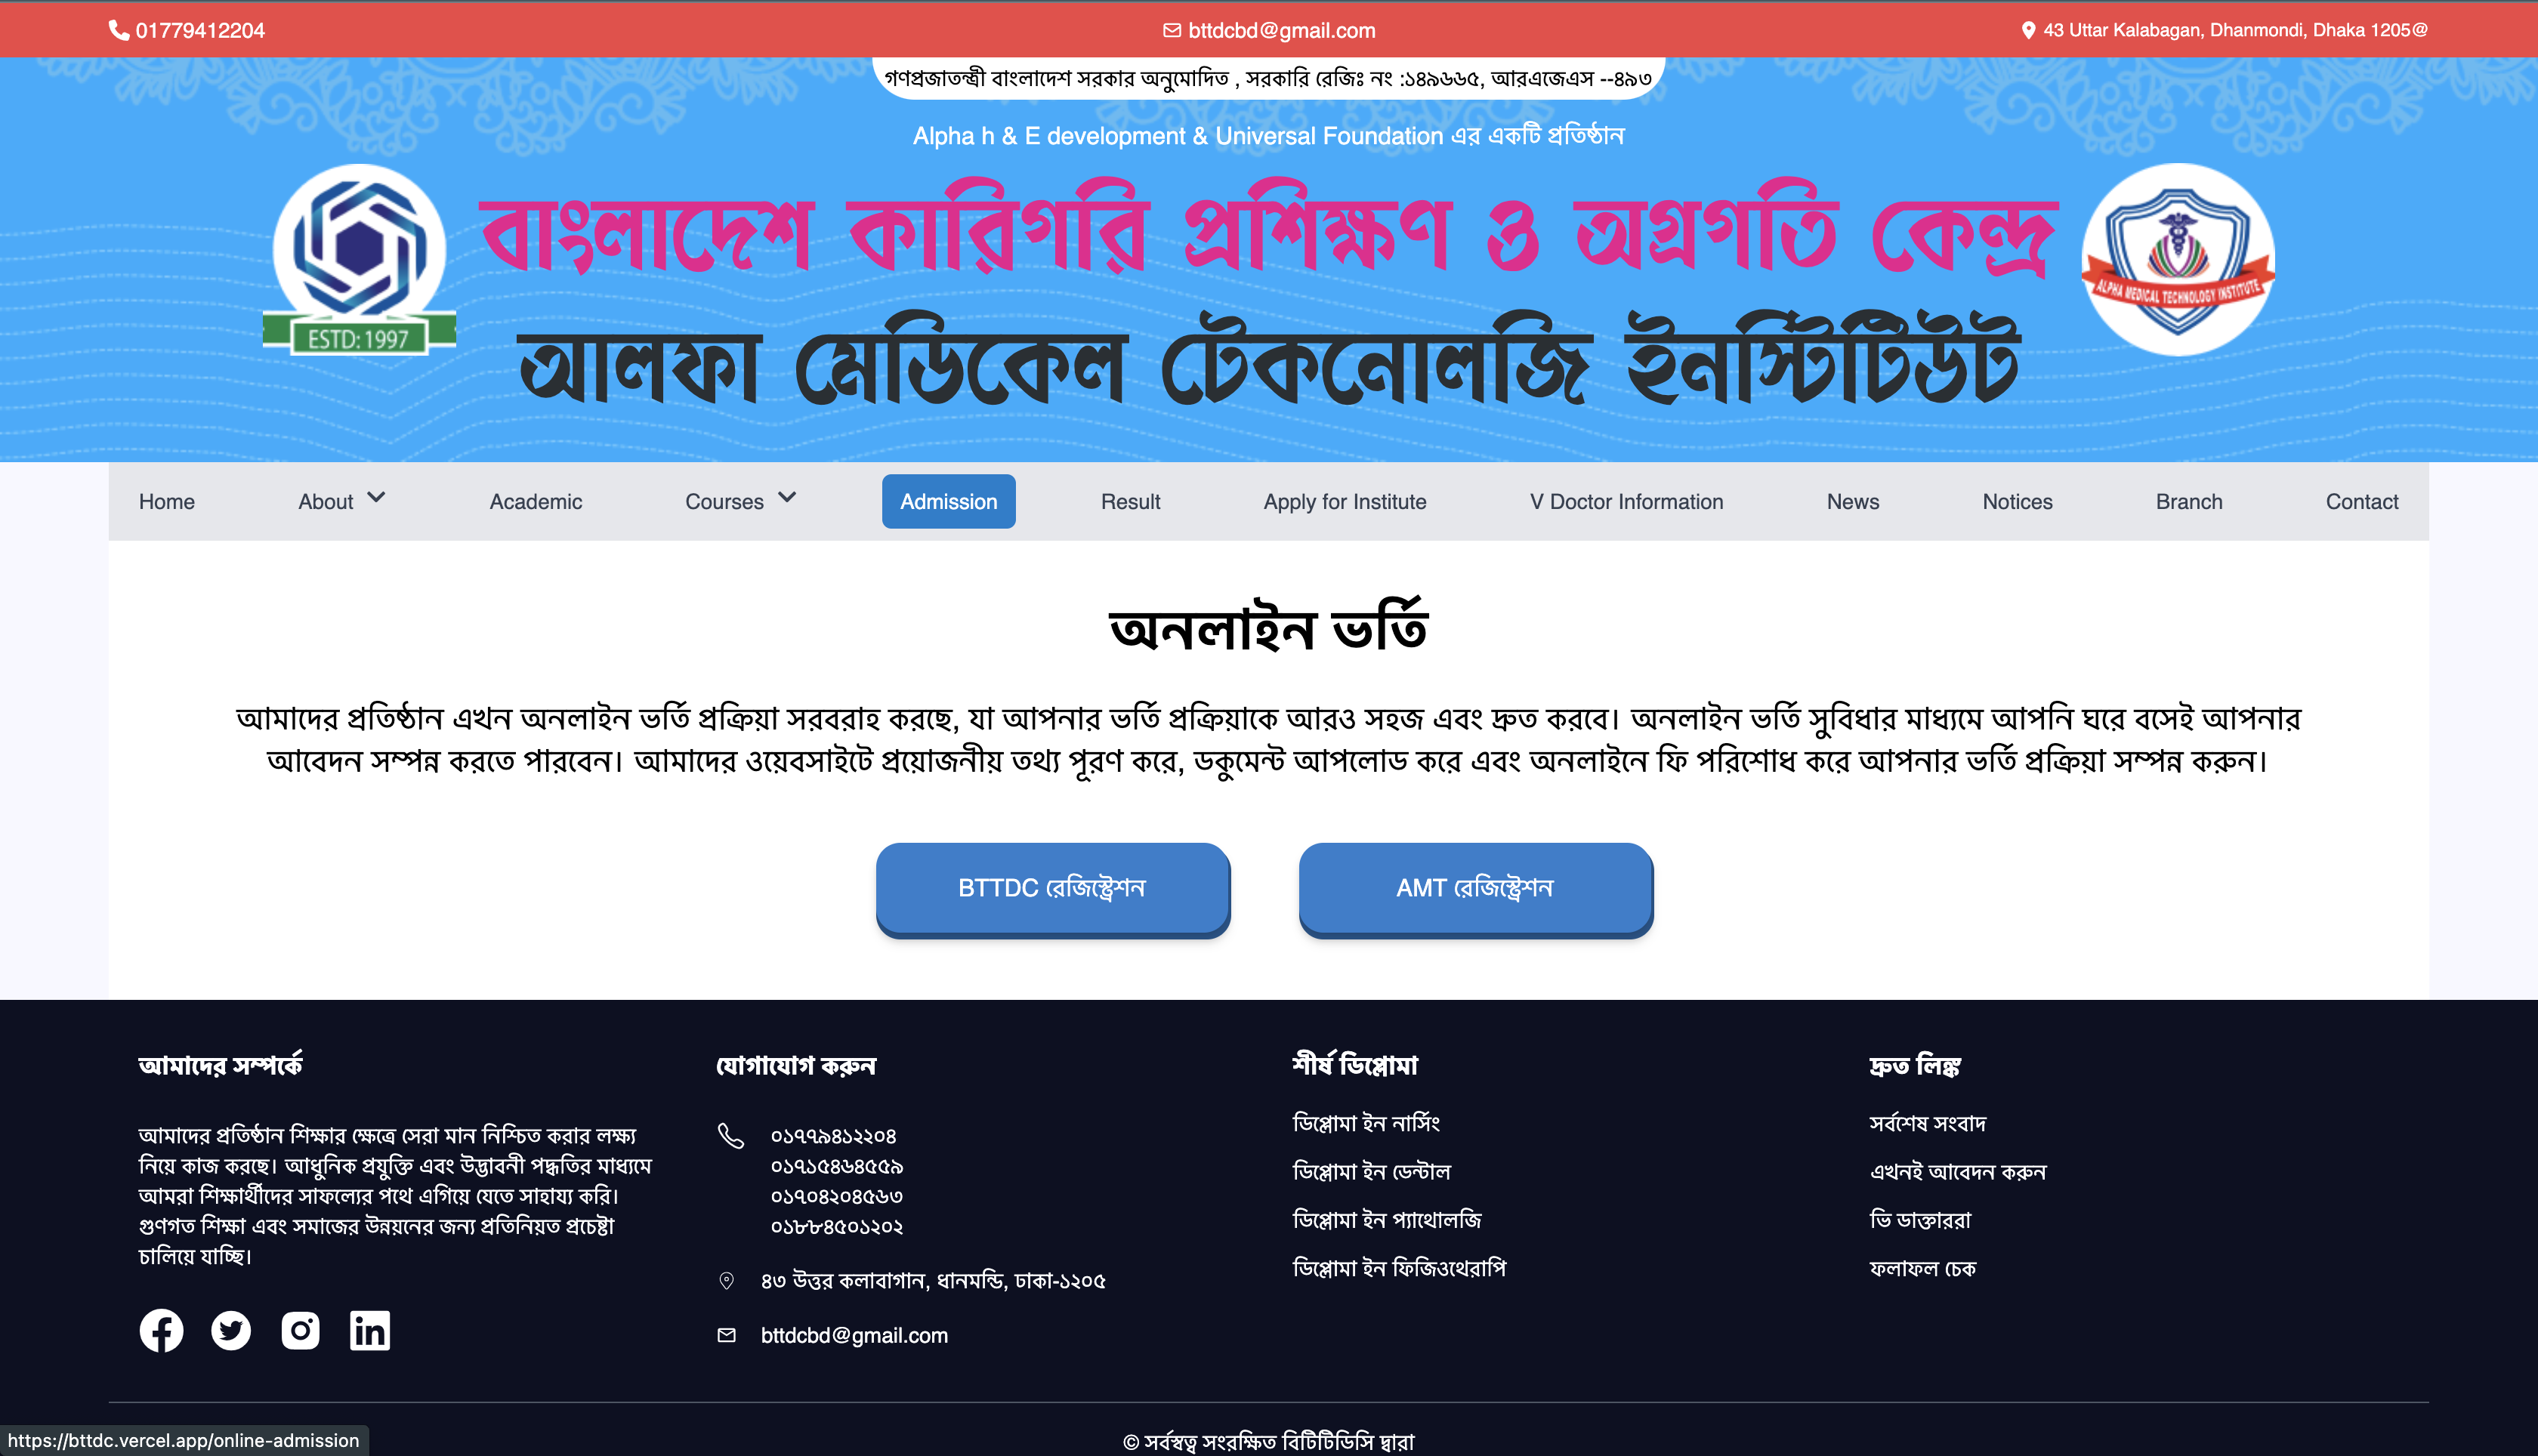 01779412204
bttdcbd@gmail.com
43 Uttar Kalabagan, Dhanmondi, Dhaka 1205@
গণপ্রজাতন্ত্রী বাংলাদেশ সরকার অনুমোদিত , সরকারি রেজিঃ নং :১৪৯৬৬৫, আরএজেএস --৪৯৩
Alpha h & E development & Universal Foundation এর একটি প্রতিষ্ঠান
বাংলাদেশ কারিগরি প্রশিক্ষণ ও অগ্রগতি কেন্দ্র
ESTD: 1997
ALPHA MEDICAL TECHNOLOGY INSTITUTE
আলফা মেডিকেল টেকনোলজি ইনস্টিটিউট
Home
About
Academic
Courses
Admission
Result
Apply for Institute
V Doctor Information
News
Notices
Branch
Contact
অনলাইন ভর্তি
আমাদের প্রতিষ্ঠান এখন অনলাইন ভর্তি প্রক্রিয়া সরবরাহ করছে, যা আপনার ভর্তি প্রক্রিয়াকে আরও সহজ এবং দ্রুত করবে। অনলাইন ভর্তি সুবিধার মাধ্যমে আপনি ঘরে বসেই আপনার
আবেদন সম্পন্ন করতে পারবেন। আমাদের ওয়েবসাইটে প্রয়োজনীয় তথ্য পূরণ করে, ডকুমেন্ট আপলোড করে এবং অনলাইনে ফি পরিশোধ করে আপনার ভর্তি প্রক্রিয়া সম্পন্ন করুন।
BTTDC রেজিস্ট্রেশন
AMT রেজিস্ট্রেশন
আমাদের সম্পর্কে
আমাদের প্রতিষ্ঠান শিক্ষার ক্ষেত্রে সেরা মান নিশ্চিত করার লক্ষ্য
নিয়ে কাজ করছে। আধুনিক প্রযুক্তি এবং উদ্ভাবনী পদ্ধতির মাধ্যমে
আমরা শিক্ষার্থীদের সাফল্যের পথে এগিয়ে যেতে সাহায্য করি।
গুণগত শিক্ষা এবং সমাজের উন্নয়নের জন্য প্রতিনিয়ত প্রচেষ্টা
চালিয়ে যাচ্ছি।
যোগাযোগ করুন
০১৭৭৯৪১২২০৪
০১৭১৫৪৬৪৫৫৯
০১৭০৪২০৪৫৬৩
০১৮৮৪৫০১২০২
৪৩ উত্তর কলাবাগান, ধানমন্ডি, ঢাকা-১২০৫
bttdcbd@gmail.com
শীর্ষ ডিপ্লোমা
ডিপ্লোমা ইন নার্সিং
ডিপ্লোমা ইন ডেন্টাল
ডিপ্লোমা ইন প্যাথোলজি
ডিপ্লোমা ইন ফিজিওথেরাপি
দ্রুত লিঙ্ক
সর্বশেষ সংবাদ
এখনই আবেদন করুন
ভি ডাক্তাররা
ফলাফল চেক
https://bttdc.vercel.app/online-admission
© সর্বস্বত্ব সংরক্ষিত বিটিটিডিসি দ্বারা